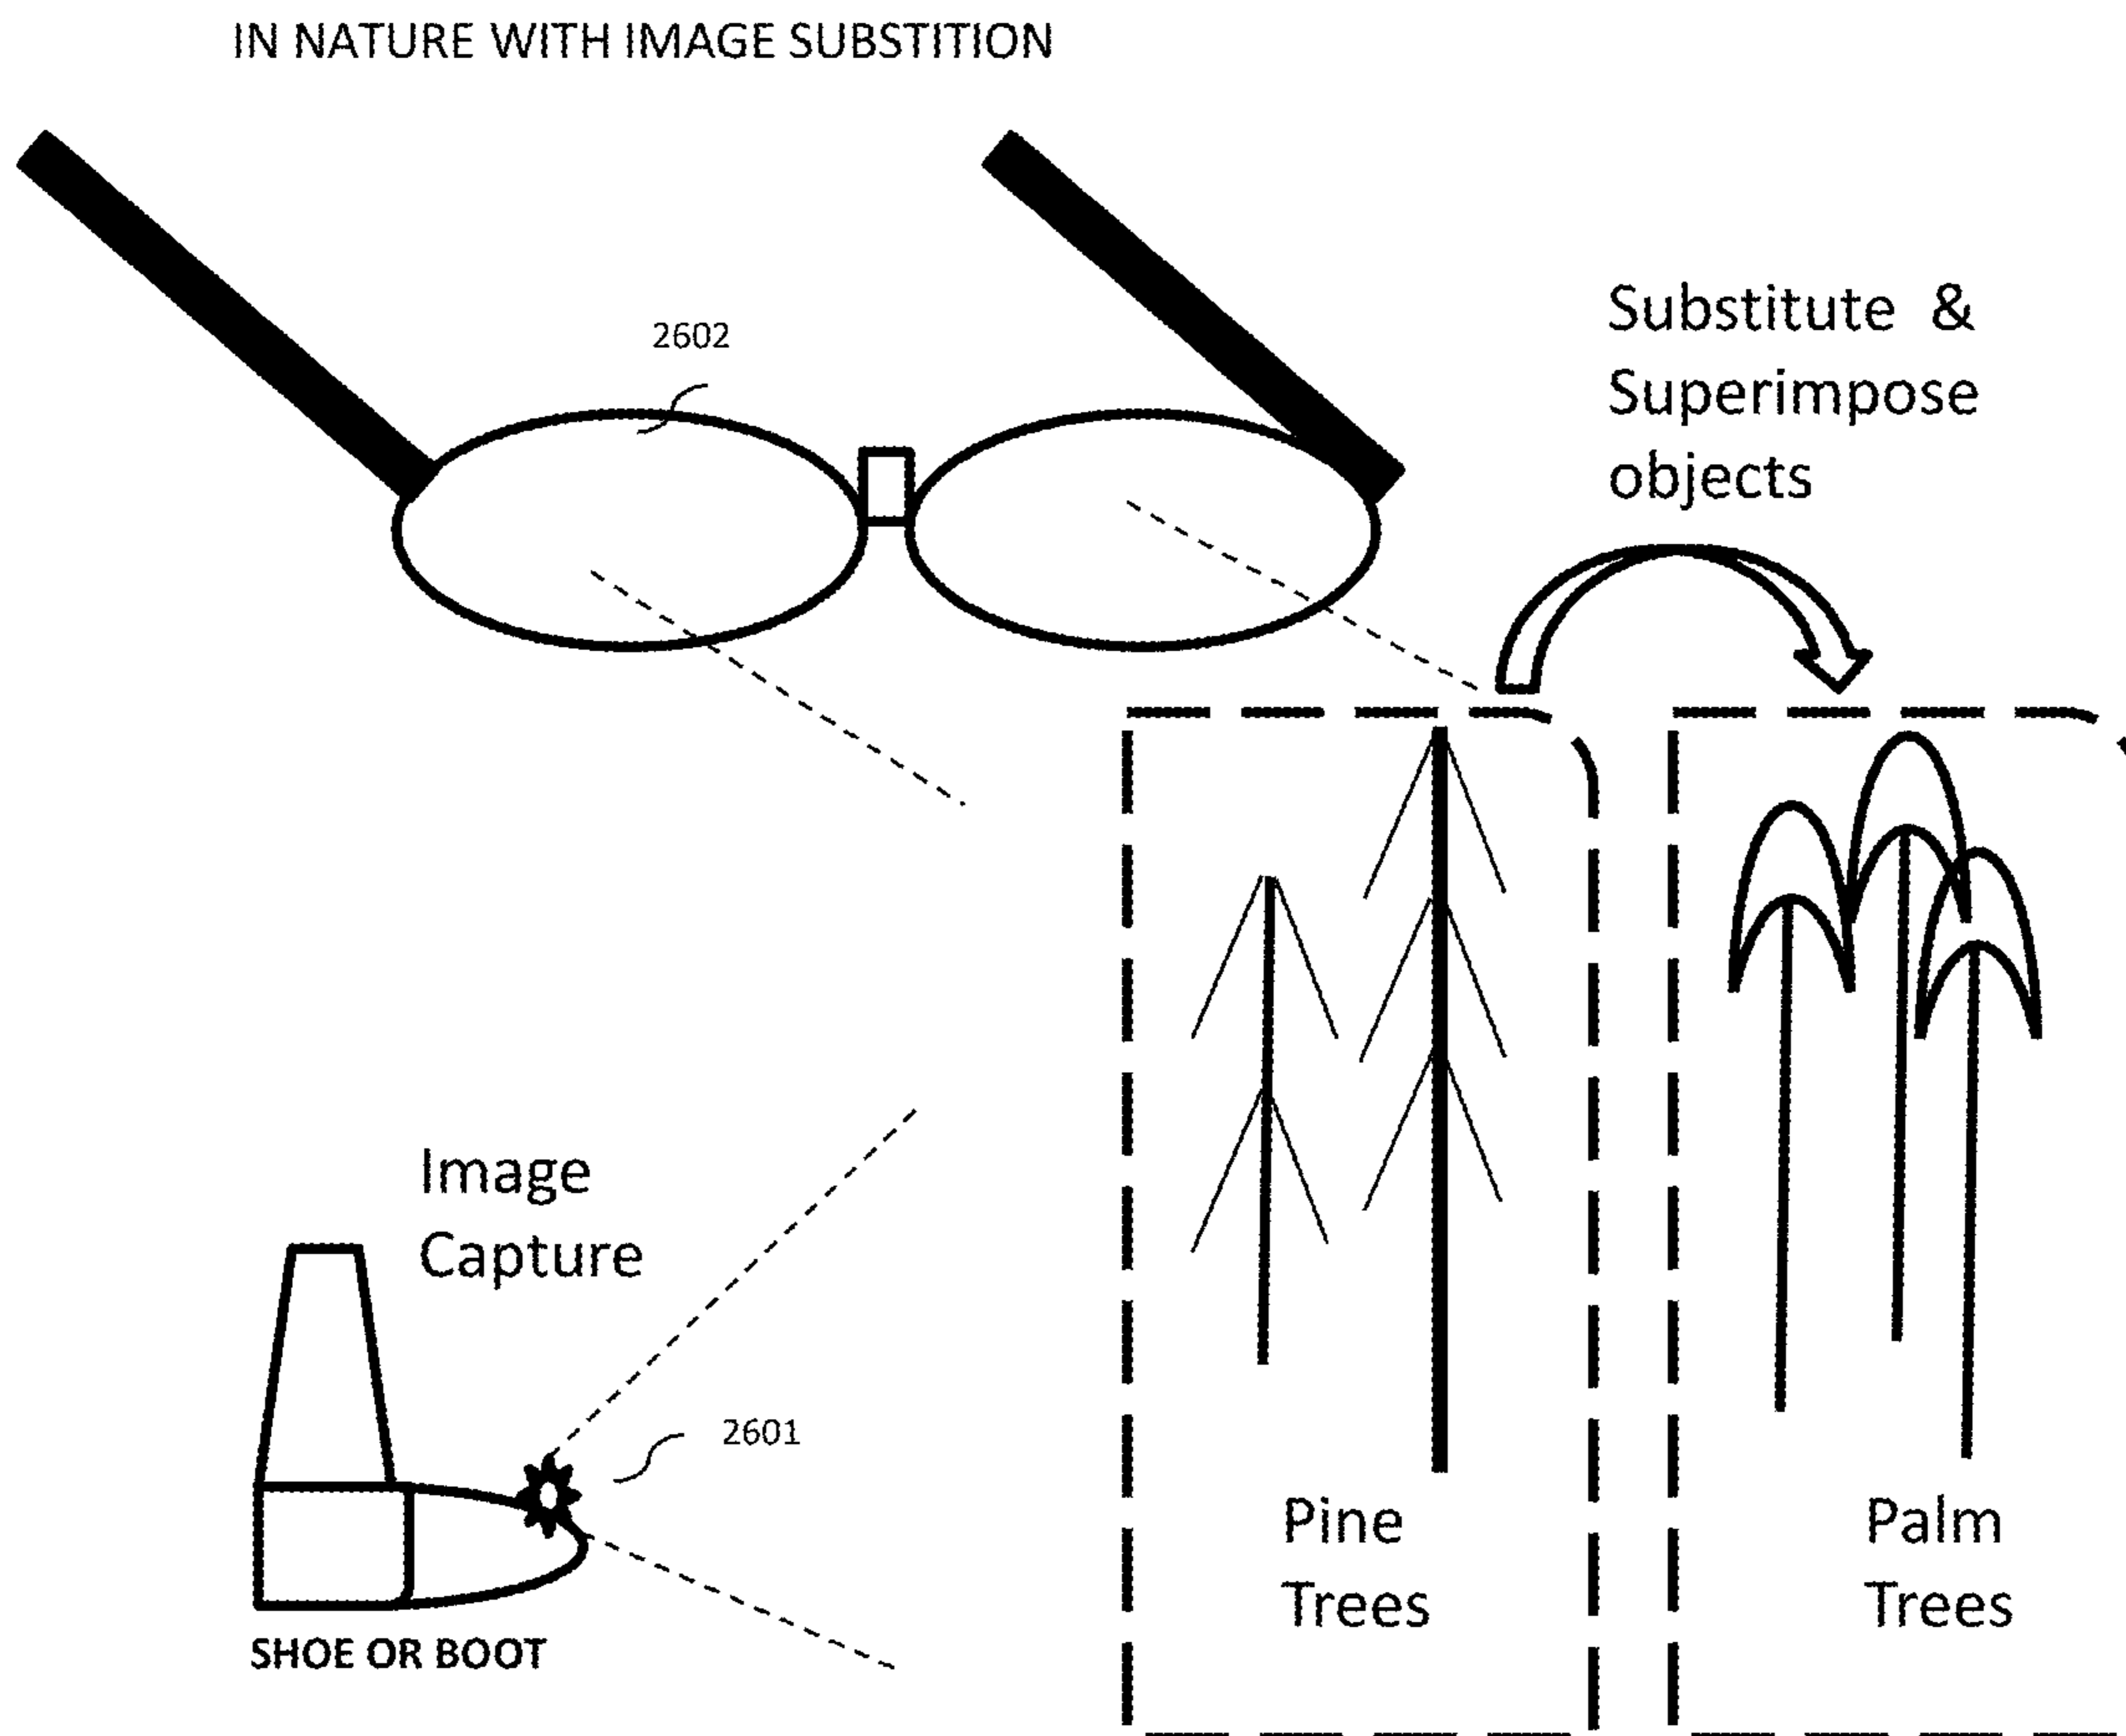 IN NATURE WITH IMAGE SUBSTITION
2602
Substitute &
Superimpose
objects
Image
Capture
2601
SHOE OR BOOT
Pine
Trees
Palm
Trees